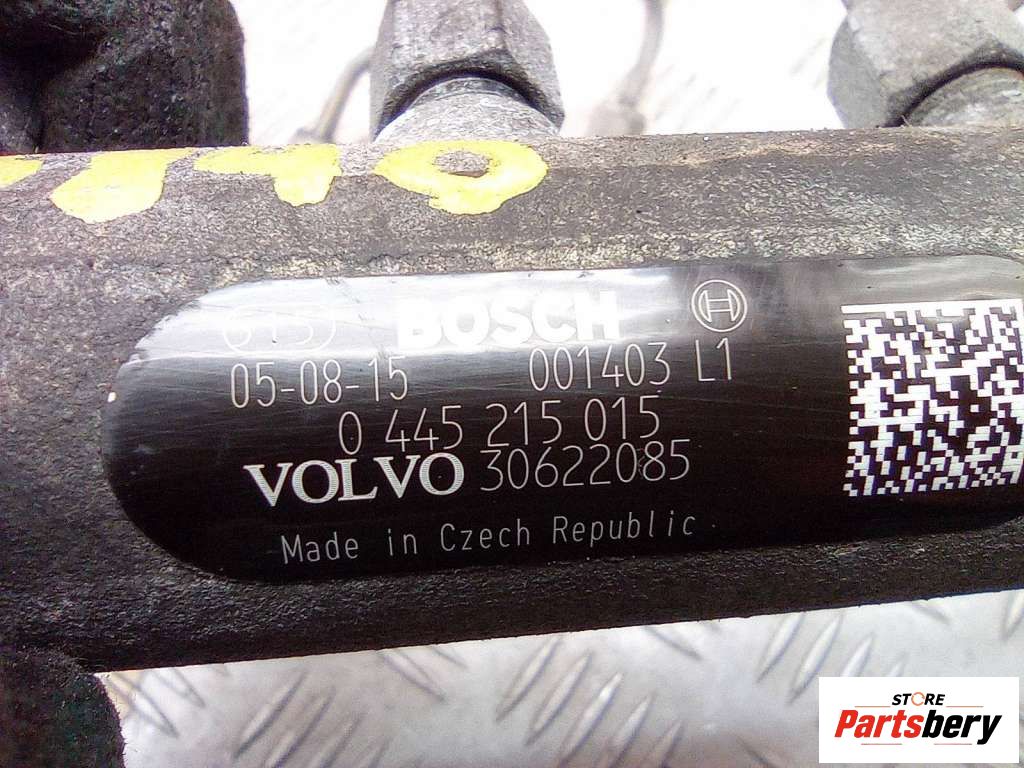 BOSCH
05-08-15 001403 L1
0 445 215 015
VOLVO 30622085
Made in Czech Republic
STORE
Partsbery